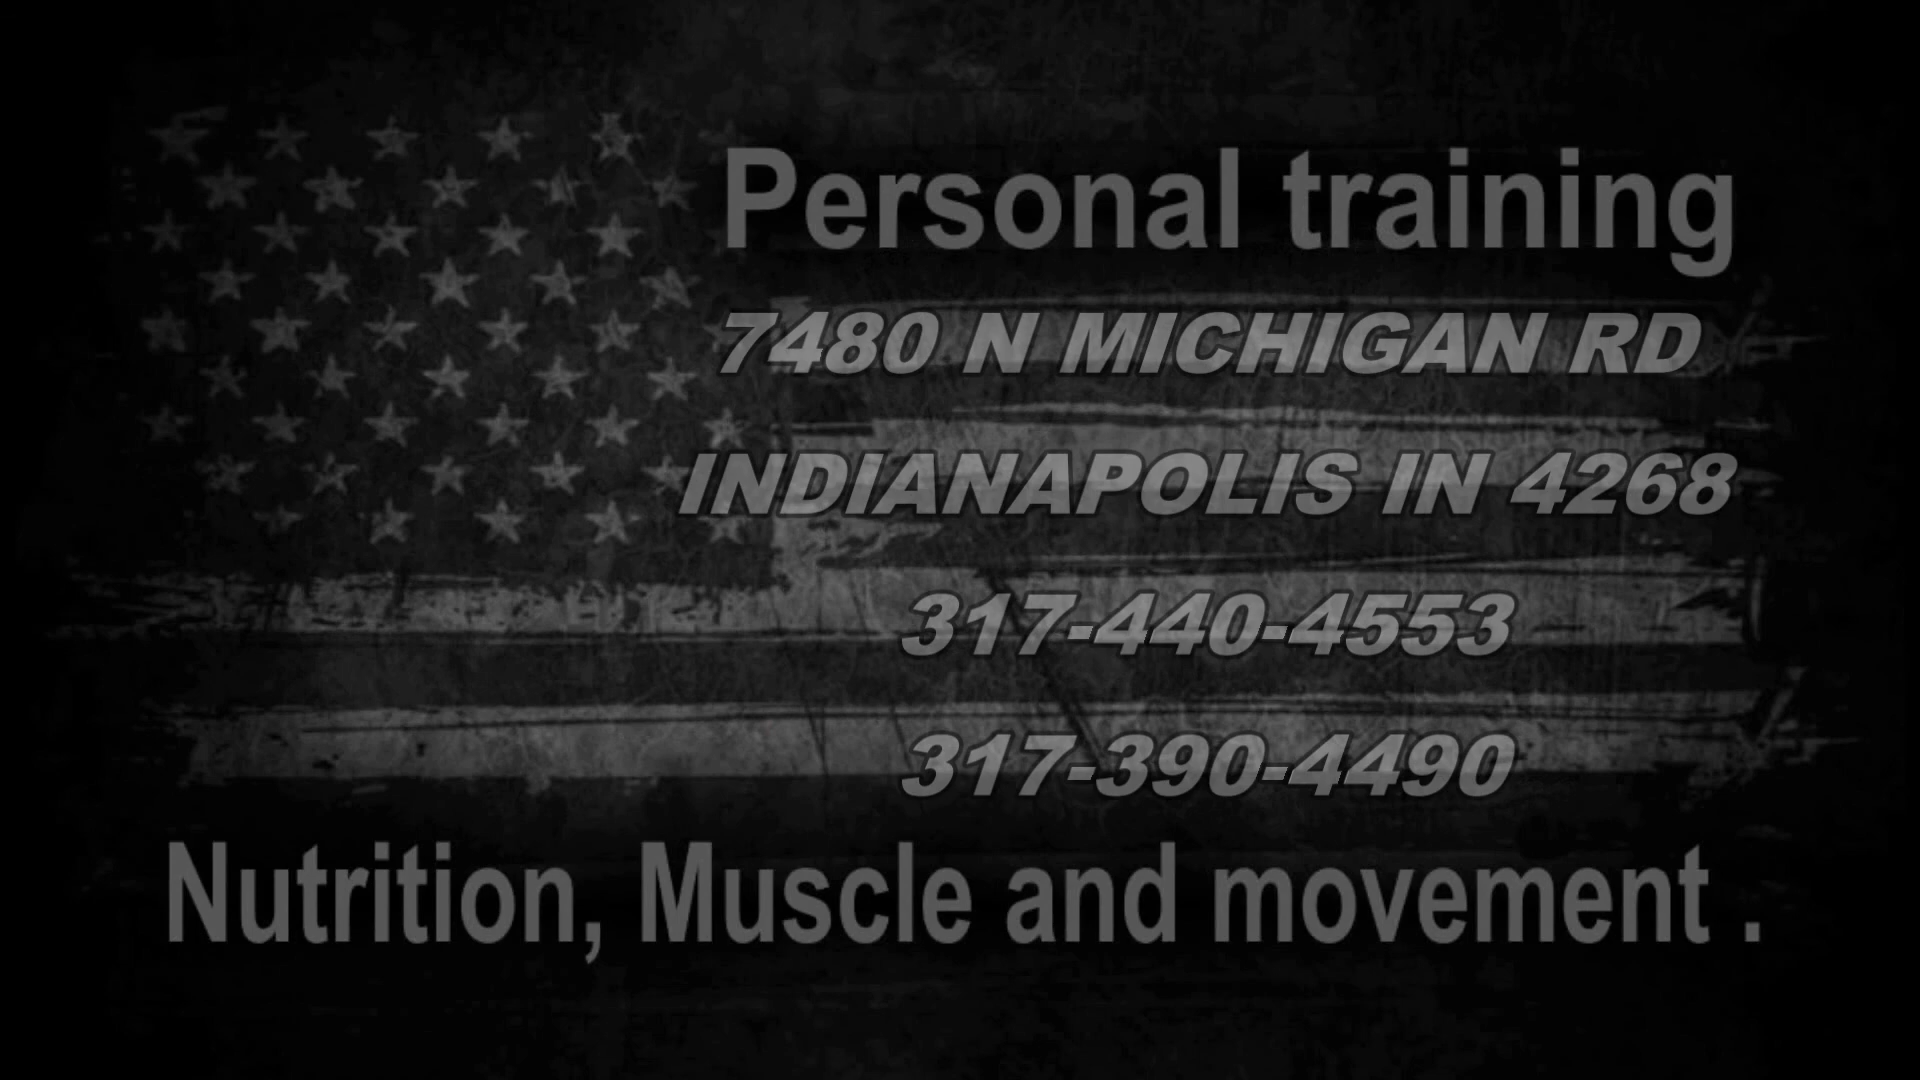 Personal training
7480 N MICHIGAN RD
INDIANAPOLIS IN 4268
317-440-4553
317-390-4490
Nutrition, Muscle and movement .